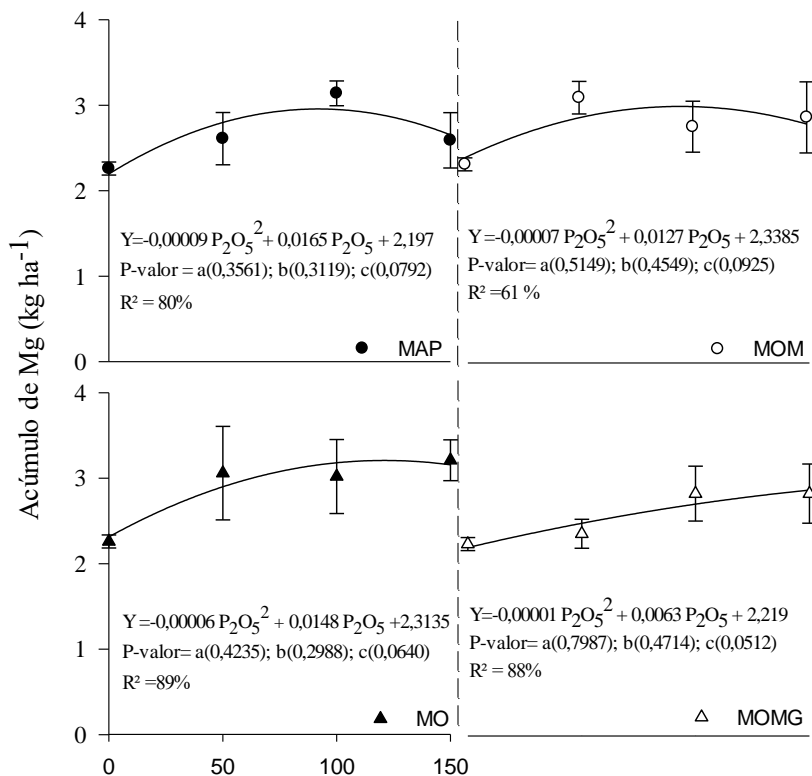 Acúmulo de Mg (kg ha⁻¹)
4
3
2
1
0
Y=-0,00009 P₂O₅² + 0,0165 P₂O₅ + 2,197
P-valor = a(0,3561); b(0,3119); c(0,0792)
R² = 80%
MAP
Y=-0,00007 P₂O₅² + 0,0127 P₂O₅ + 2,3385
P-valor= a(0,5149); b(0,4549); c(0,0925)
R² =61 %
MOM
4
3
2
1
0
Y =-0,00006 P₂O₅² + 0,0148 P₂O₅ +2,3135
P-valor= a(0,4235); b(0,2988); c(0,0640)
R² =89%
MO
Y=-0,00001 P₂O₅² + 0,0063 P₂O₅ + 2,219
P-valor= a(0,7987); b(0,4714); c(0,0512)
R² = 88%
MOMG
0 50 100 150